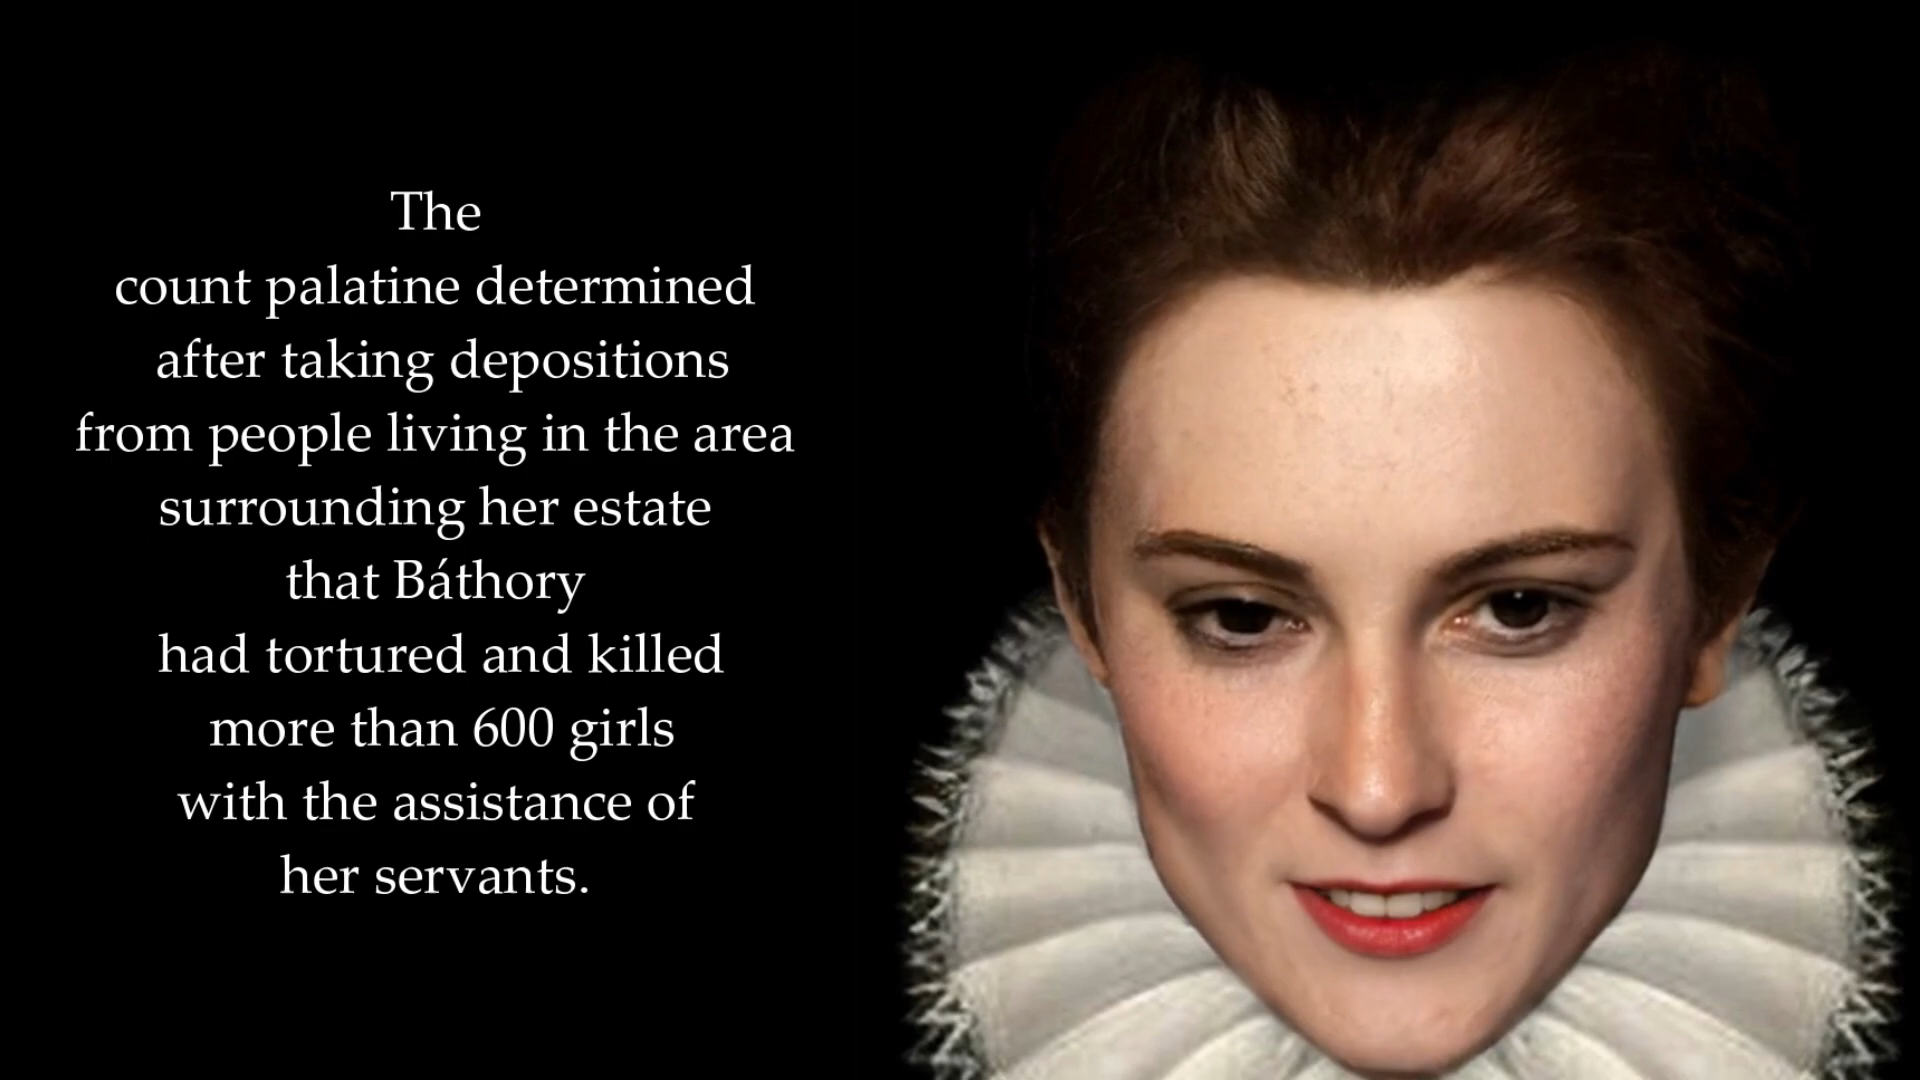 The
count palatine determined
after taking depositions
from people living in the area
surrounding her estate
that Báthory
had tortured and killed
more than 600 girls
with the assistance of
her servants.